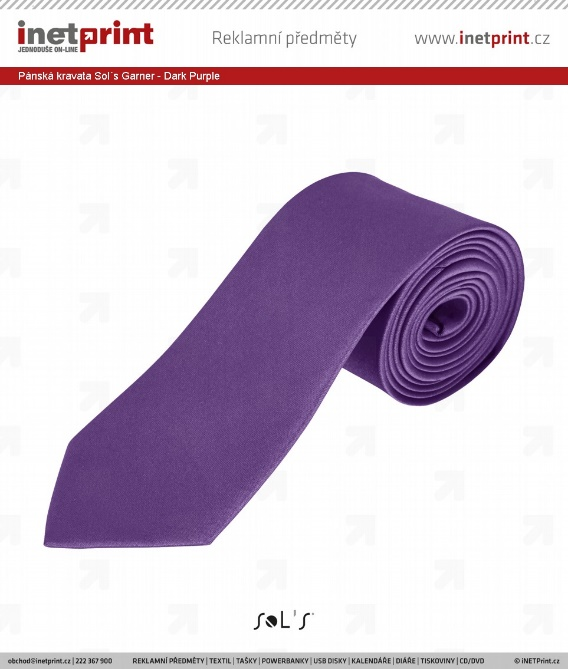 inetprint
JEDNODUŠE ON-LINE
Reklamní předměty
www.inetprint.cz
Pánská kravata Sol´s Garner - Dark Purple
SOL'S
obchod@inetprint.cz | 222 367 900
REKLAMNÍ PŘEDMĚTY | TEXTIL | TAŠKY | POWERBANKY | USB DISKY | KALENDÁŘE | DIÁŘE | TISKOVINY | CD/DVD
© iNETPrint.cz